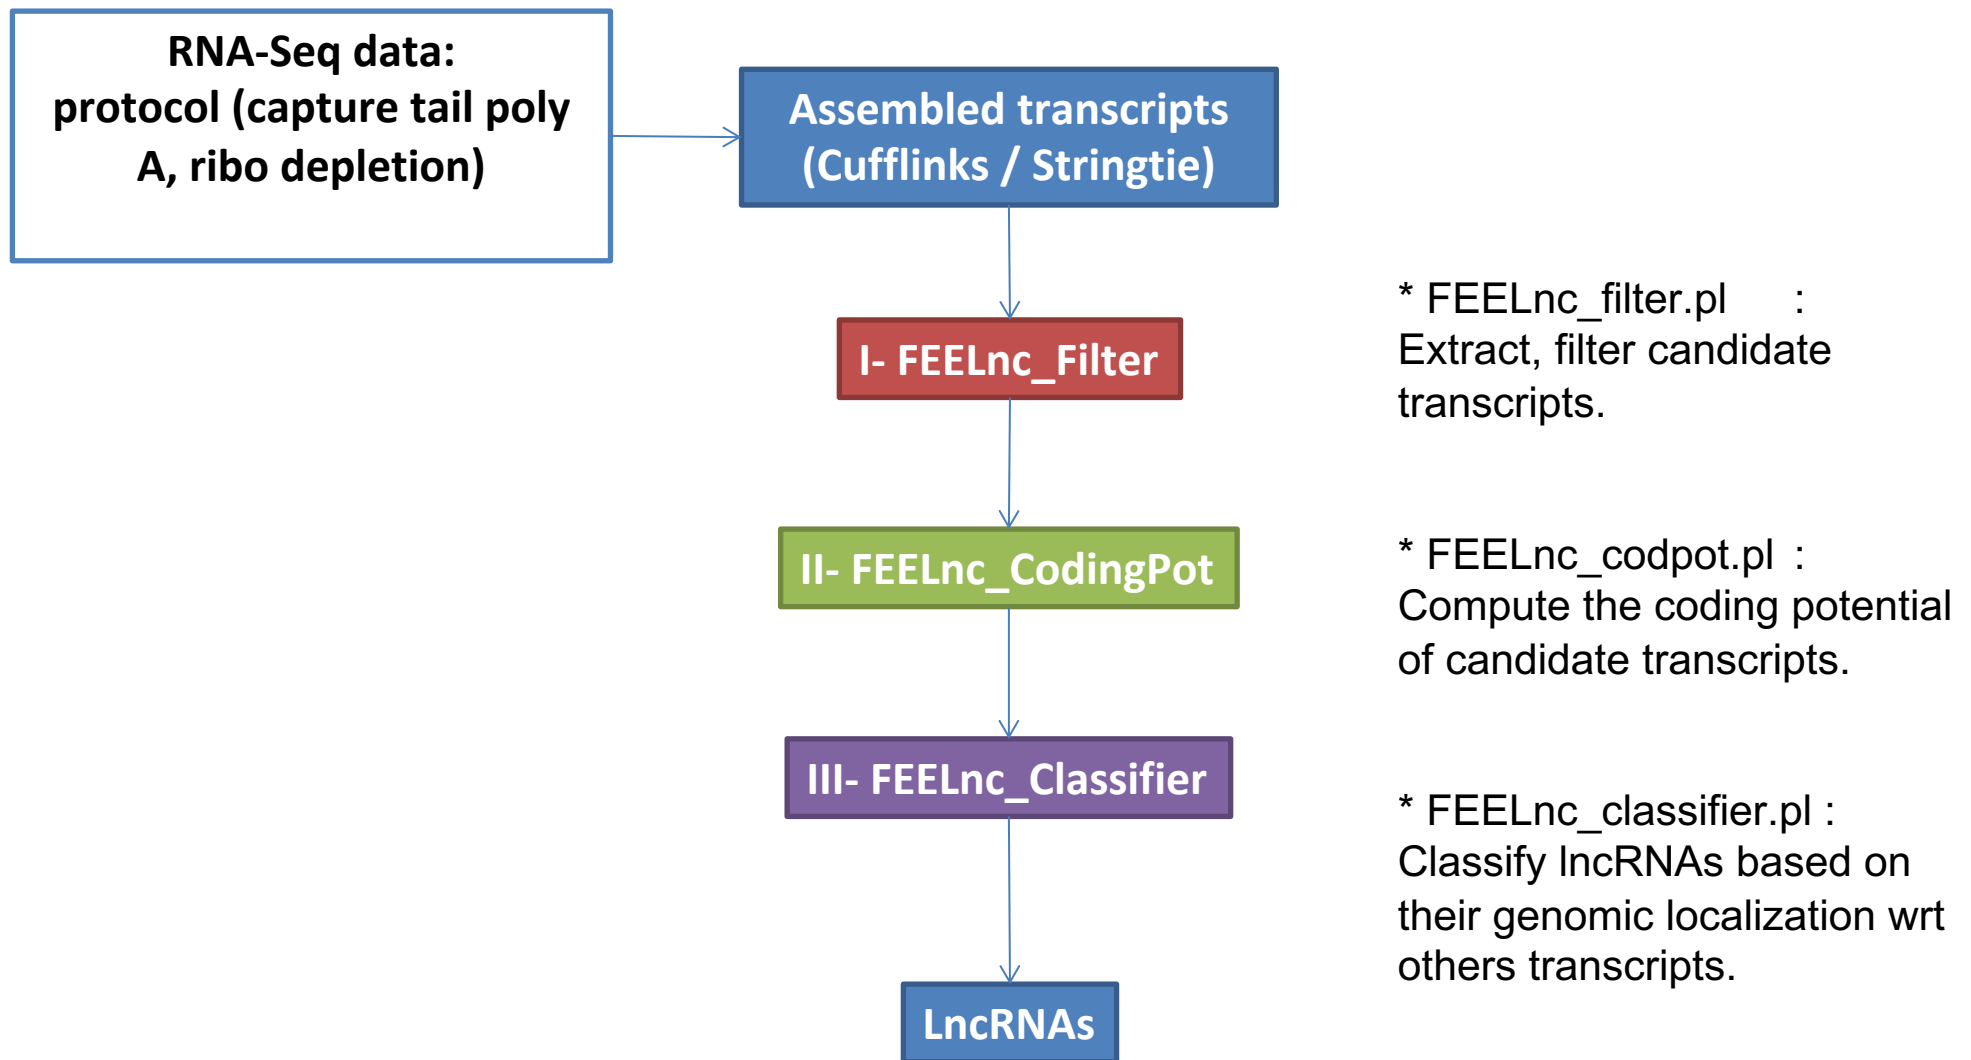 RNA-Seq data:
protocol (capture tail poly
A, ribo depletion)
Assembled transcripts
(Cufflinks / Stringtie)
I- FEELnc_Filter
* FEELnc_filter.pl :
Extract, filter candidate
transcripts.
II- FEELnc_CodingPot
* FEELnc_codpot.pl :
Compute the coding potential
of candidate transcripts.
III- FEELnc_Classifier
* FEELnc_classifier.pl :
Classify lncRNAs based on
their genomic localization wrt
others transcripts.
LncRNAs